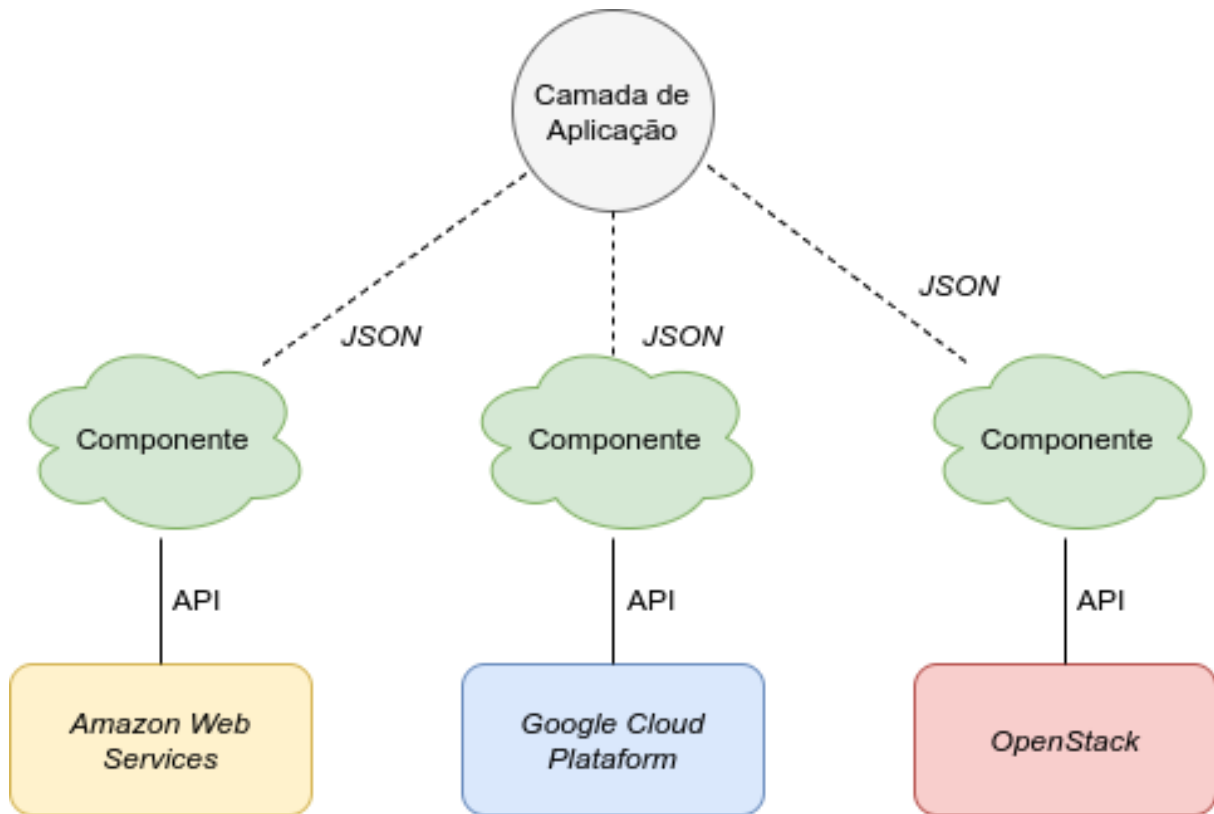 Camada de
Aplicação
JSON
JSON
JSON
Componente
Componente
Componente
API
API
API
Amazon Web
Services
Google Cloud
Plataform
OpenStack